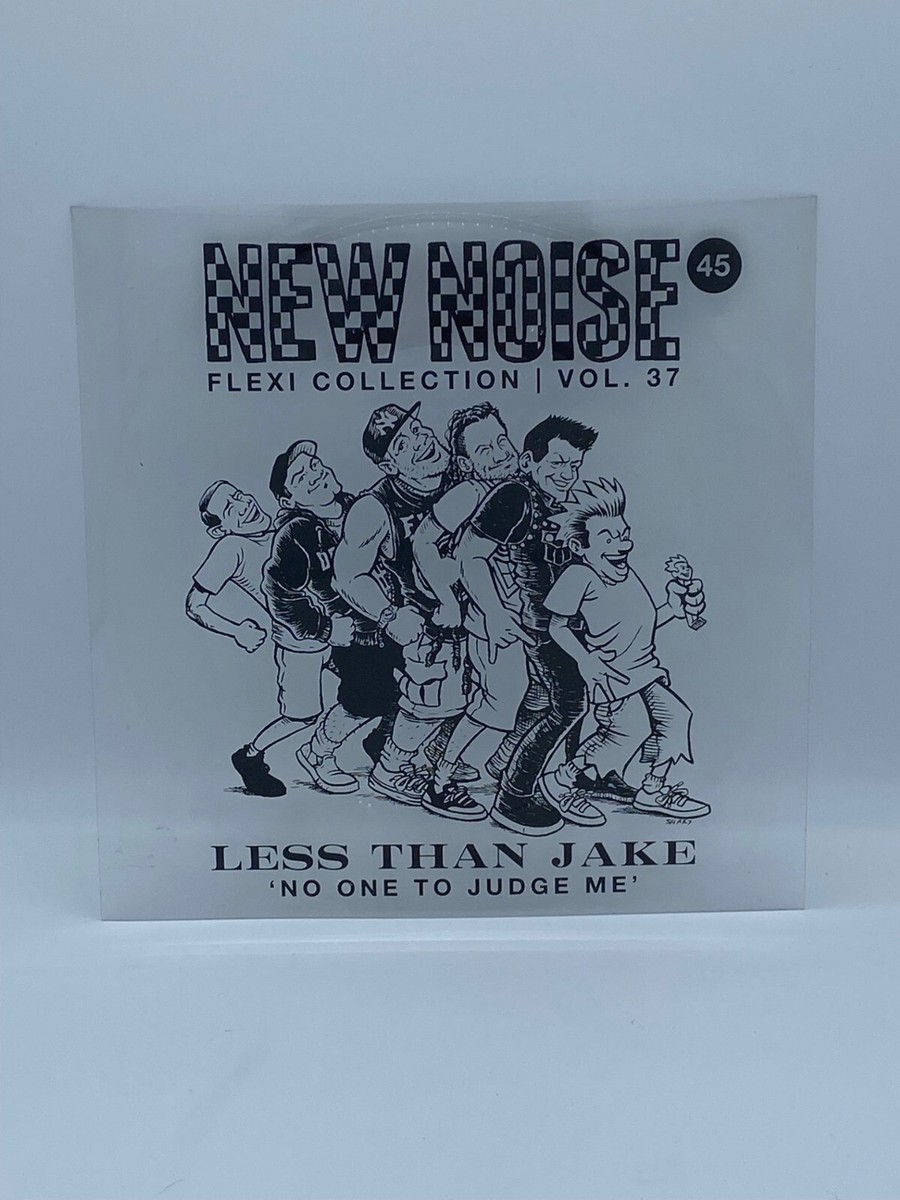 NEW NOISE 45
FLEXI COLLECTION | VOL. 37
LESS THAN JAKE
‘NO ONE TO JUDGE ME’